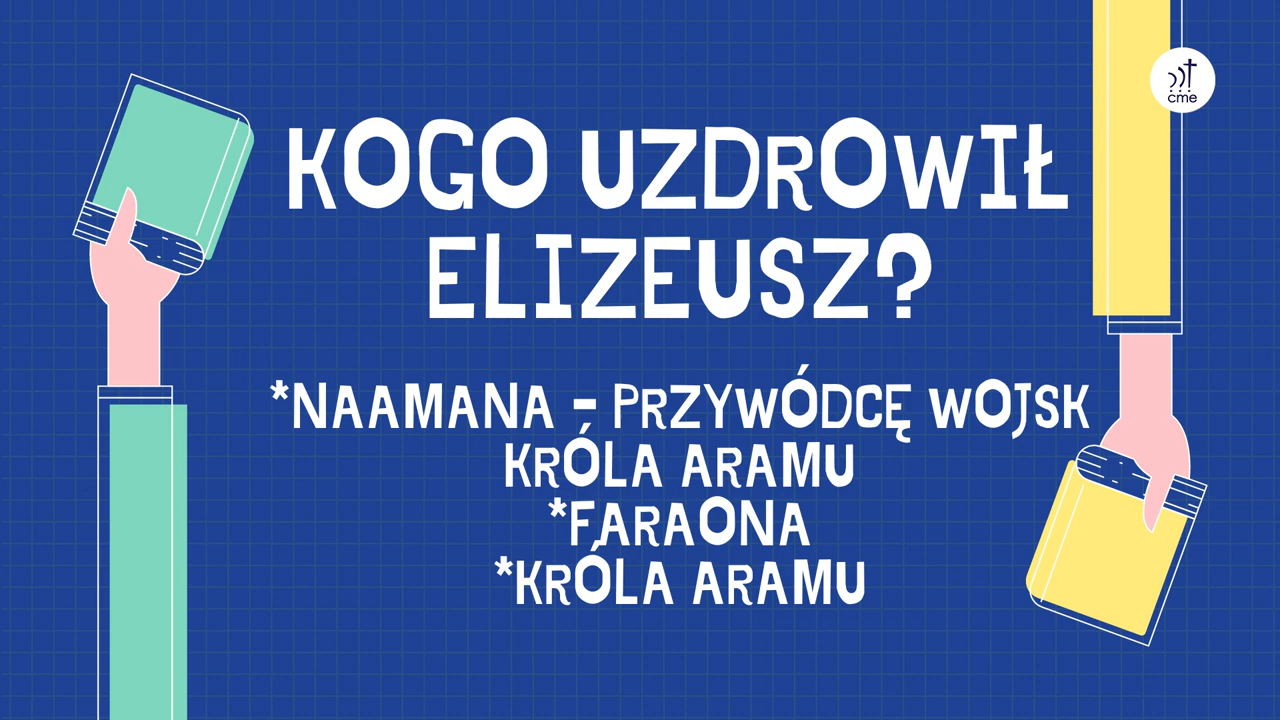 cme
KOGO UZDROWIŁ
ELIZEUSZ?
*NAAMANA - PRZYWÓDCĘ WOJSK
KRÓLA ARAMU
*FARAONA
*KRÓLA ARAMU